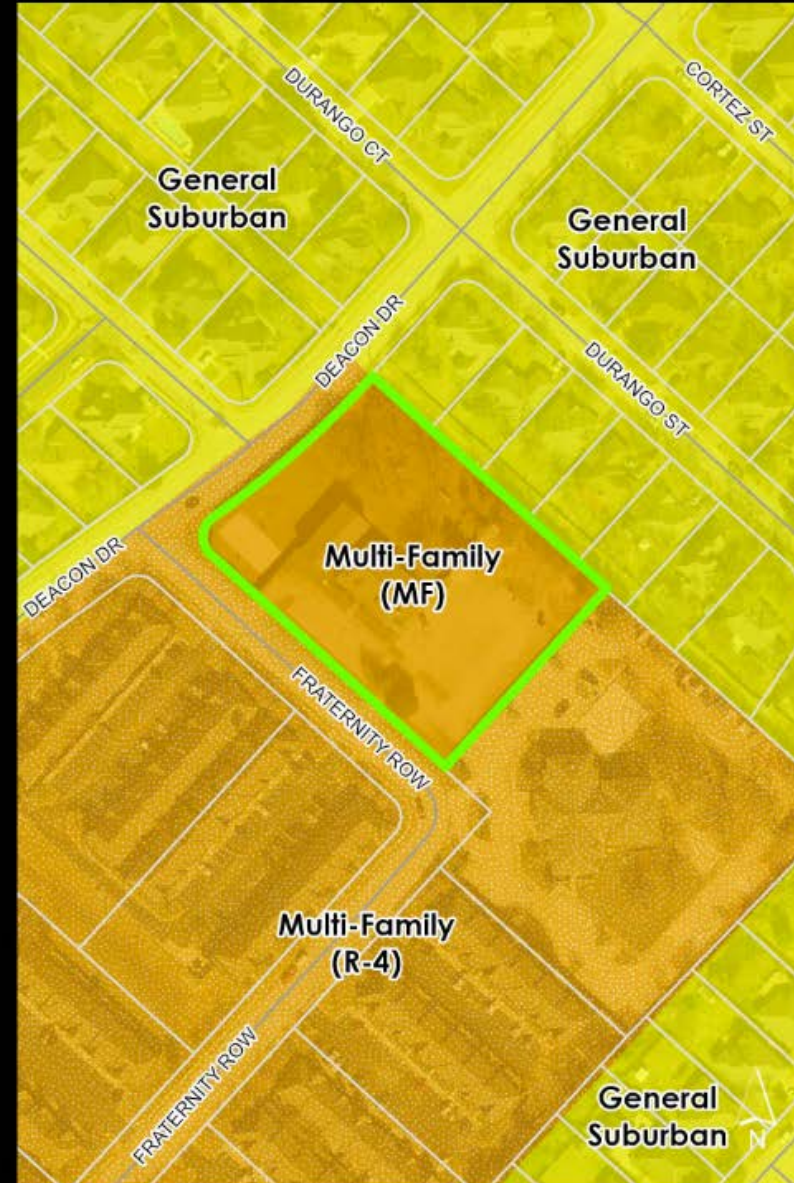 CORTEZ ST
DURANGO CT
General
Suburban
General
Suburban
DEACON DR
DURANGO ST
Multi-Family
(MF)
DEACON DR
FRATERNITY ROW
Multi-Family
(R-4)
FRATERNITY ROW
General
Suburban
N